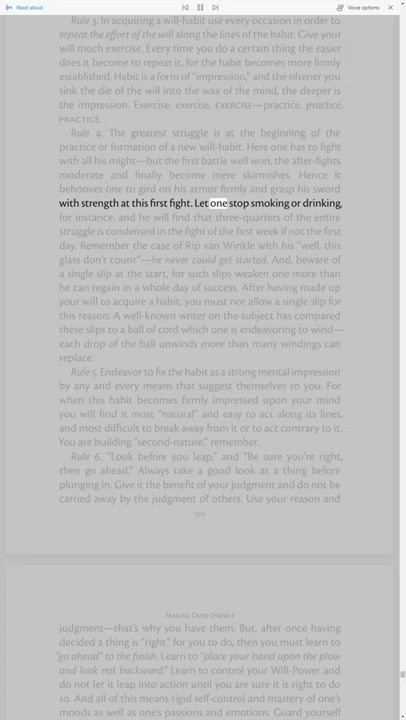 Read aloud
Voice options
Rule 3. In acquiring a will-habit use every occasion in order to
repeat the effort of the will along the lines of the habit. Give your
will much exercise. Every time you do a certain thing the easier
does it become to repeat it, for the habit becomes more firmly
established. Habit is a form of "impression," and the oftener you
sink the die of the will into the wax of the mind, the deeper is
the impression. Exercise, exercise, EXERCISE—practice, practice,
PRACTICE.
Rule 4. The greatest struggle is at the beginning of the
practice or formation of a new will-habit. Here one has to fight
with all his might—but the first battle well won, the after-fights
moderate and finally become mere skirmishes. Hence it
behooves one to gird on his armor firmly and grasp his sword
with strength at this first fight. Let one stop smoking or drinking,
for instance, and he will find that three-quarters of the entire
struggle is condensed in the fight of the first week if not the first
day. Remember the case of Rip van Winkle with his "well, this
glass don't count"—he never could get started. And, beware of
a single slip at the start, for such slips weaken one more than
he can regain in a whole day of success. After having made up
your will to acquire a habit, you must not allow a single slip for
this reason. A well-known writer on the subject has compared
these slips to a ball of cord which one is endeavoring to wind—
each drop of the ball unwinds more than many windings can
replace.
Rule 5. Endeavor to fix the habit as a strong mental impression
by any and every means that suggest themselves to you. For
when this habit becomes firmly impressed upon your mind
you will find it most "natural" and easy to act along its lines,
and most difficult to break away from it or to act contrary to it.
You are building "second-nature," remember.
Rule 6. "Look before you leap," and "Be sure you're right,
then go ahead." Always take a good look at a thing before
plunging in. Give it the benefit of your judgment and do not be
carried away by the judgment of others. Use your reason and
Making Over Oneself
judgment—that's why you have them. But, after once having
decided a thing is "right" for you to do, then you must learn to
"go ahead" to the finish. Learn to "place your hand upon the plow
and look not backward." Learn to control your Will-Power and
do not let it leap into action until you are sure it is right to do
so. And all of this means rigid self-control and mastery of one's
moods as well as one's passions and emotions. Guard yourself